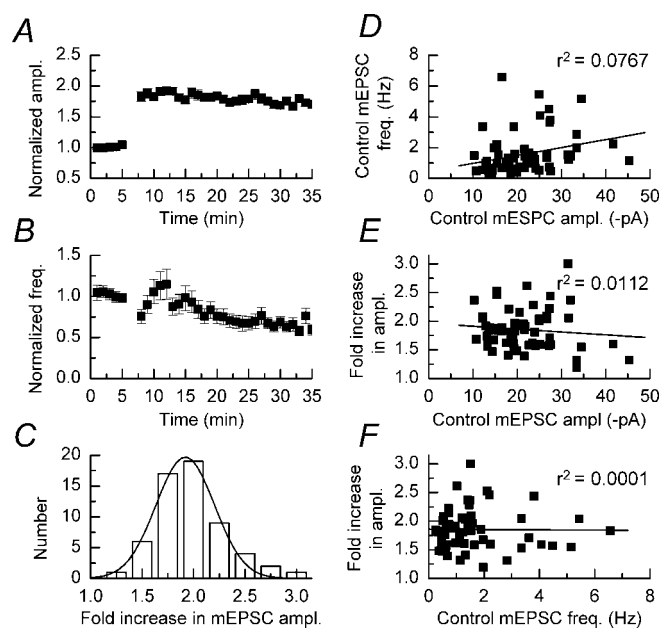 A
Normalized ampl.
2.5
2.0
1.5
1.0
0.5
0 5 10 15 20 25 30 35
Time (min)
B
Normalized freq.
1.5
1.0
0.5
0.0
0 5 10 15 20 25 30 35
Time (min)
C
Number
20
15
10
5
0
1.0 1.5 2.0 2.5 3.0
Fold increase in mEPSC ampl.
D
r² = 0.0767
Control mEPSC
freq. (Hz)
8
6
4
2
0
0 10 20 30 40 50
Control mESPC ampl. (-pA)
E
r² = 0.0112
Fold increase
in ampl.
3.0
2.5
2.0
1.5
1.0
0 10 20 30 40 50
Control mEPSC ampl (-pA)
F
r² = 0.0001
Fold increase
in ampl.
3.0
2.5
2.0
1.5
1.0
0 2 4 6 8
Control mEPSC freq. (Hz)